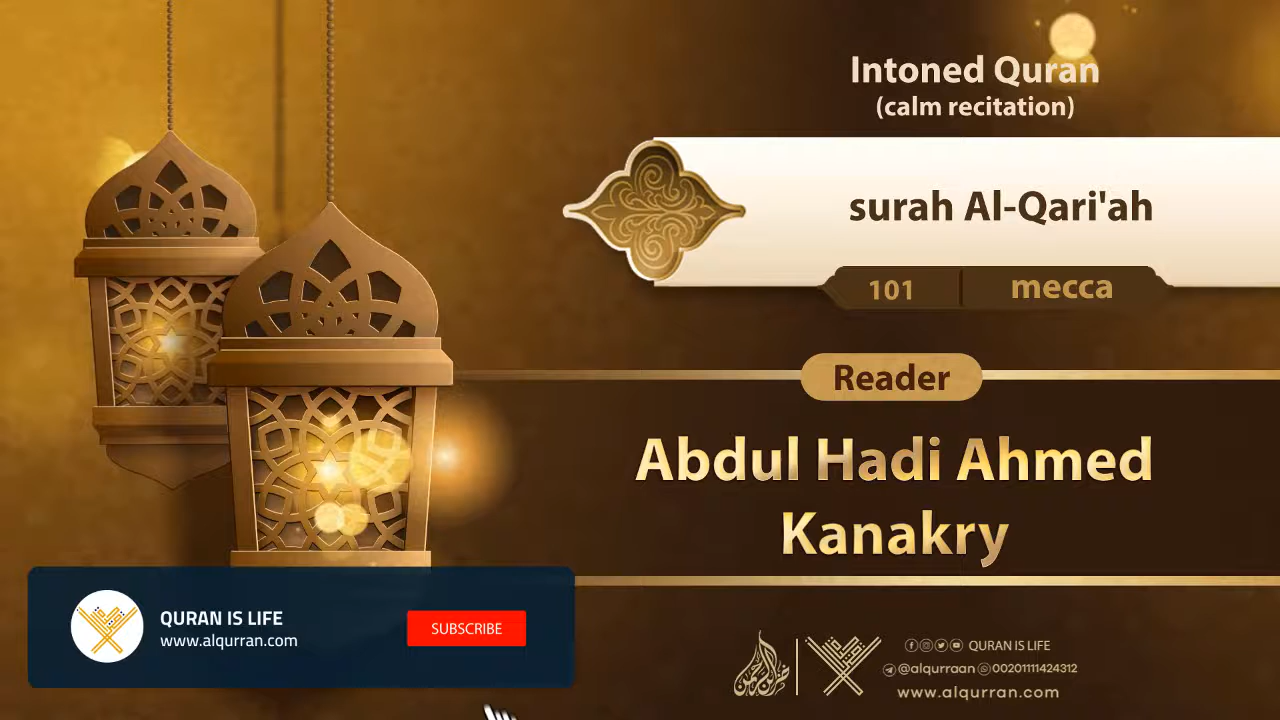 Intoned Quran
(calm recitation)
surah Al-Qari'ah
101 mecca
Reader
Abdul Hadi Ahmed
Kanakry
QURAN IS LIFE
www.alqurran.com
SUBSCRIBE
QURAN IS LIFE
@alqurraan 00201111424312
www.alqurran.com